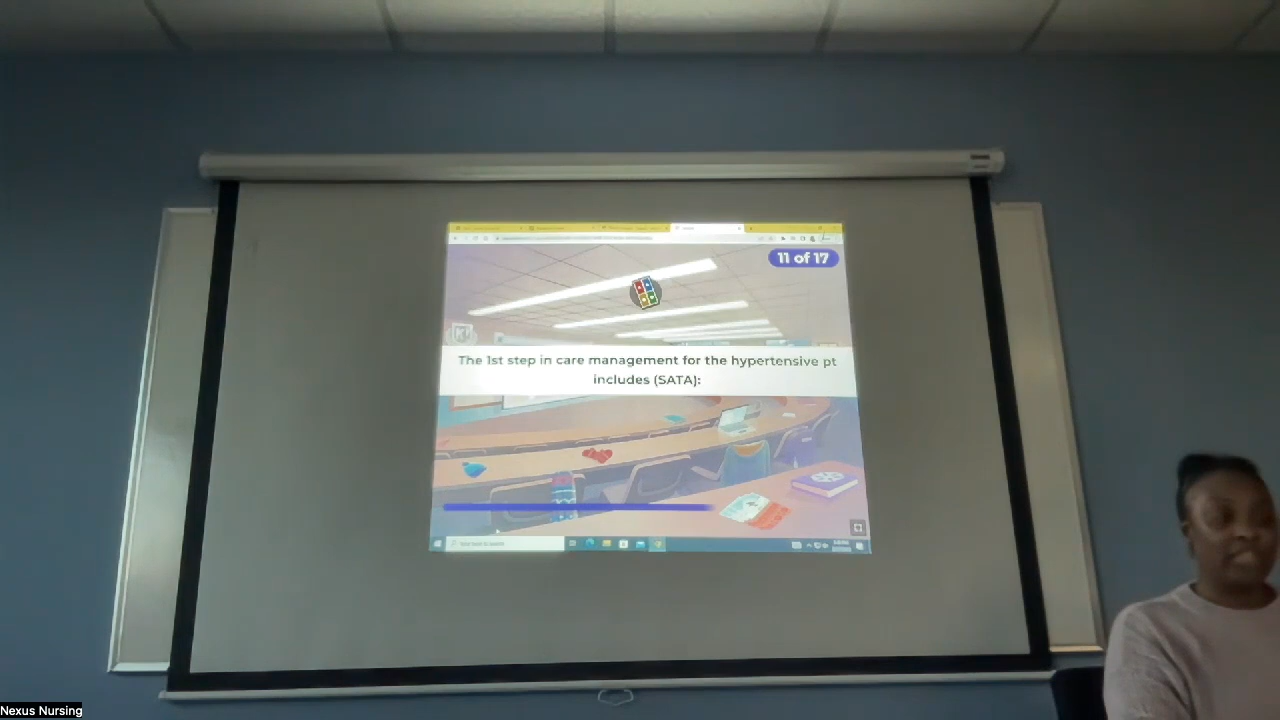 11 of 17
The 1st step in care management for the hypertensive pt
includes (SATA):
Nexus Nursing